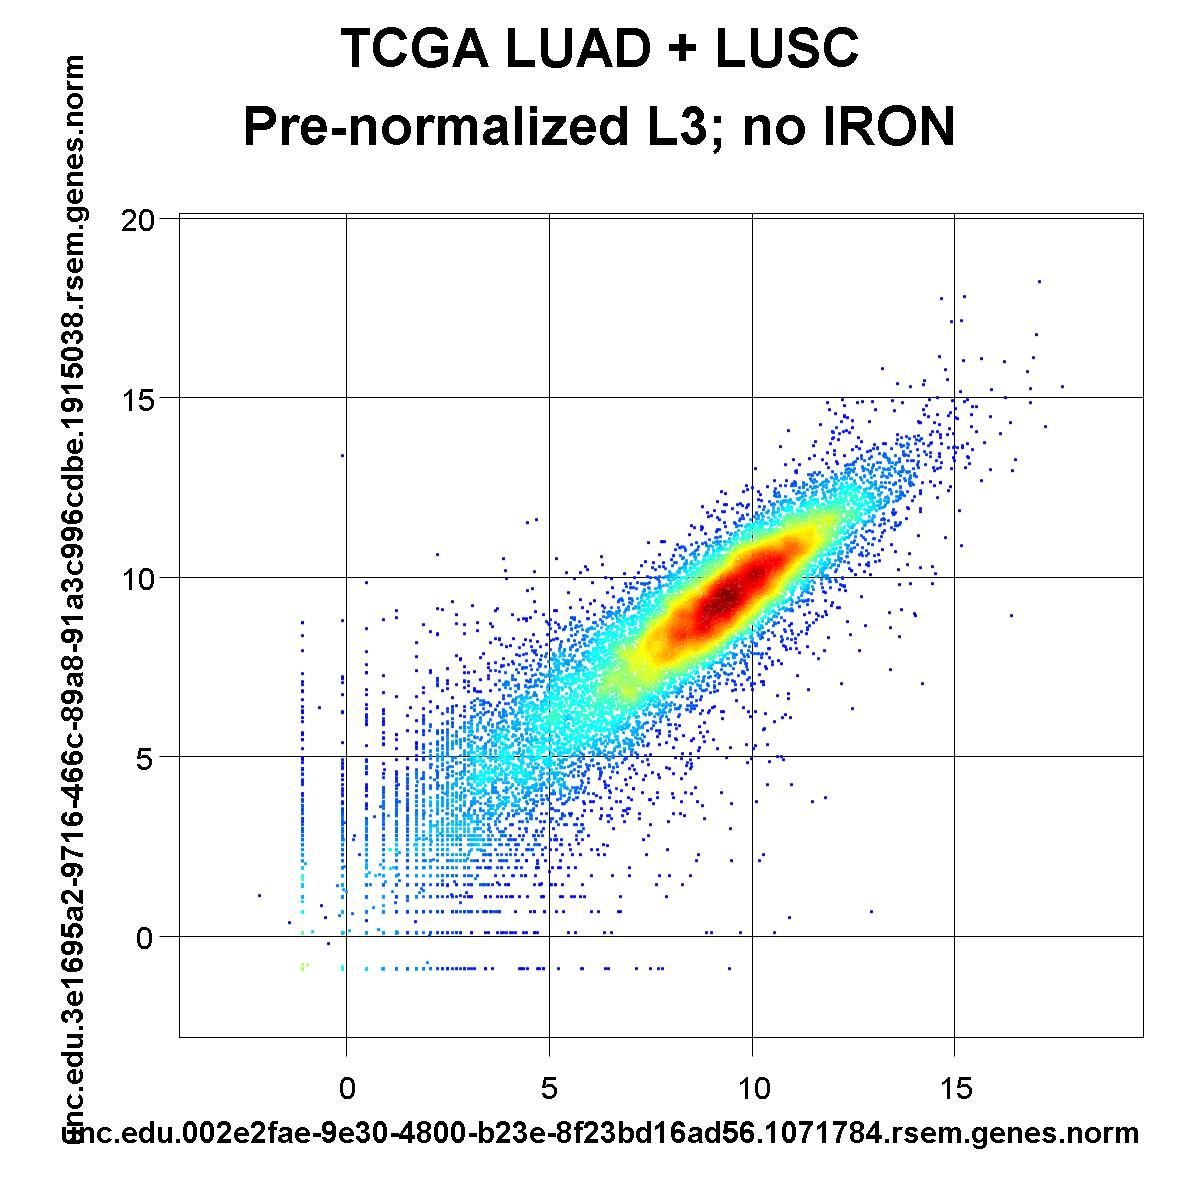 TCGA LUAD + LUSC
Pre-normalized L3; no IRON
unc.edu.3e1695a2-9716-466c-89a8-91a3c996cdbe.1915038.rsem.genes.norm
20
15
10
5
0
0 5 10 15
unc.edu.002e2fae-9e30-4800-b23e-8f23bd16ad56.1071784.rsem.genes.norm